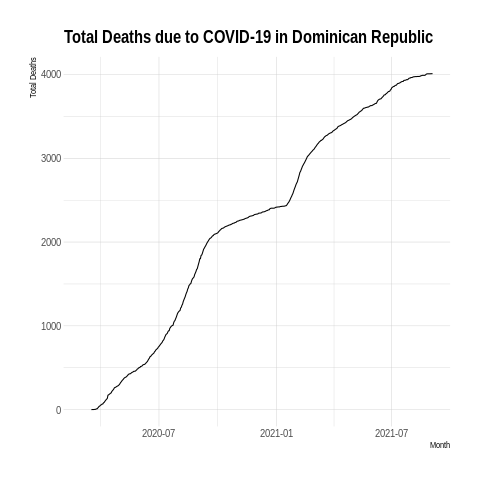 Total Deaths due to COVID-19 in Dominican Republic
Total Deaths
4000
3000
2000
1000
0
2020-07
2021-01
2021-07
Month